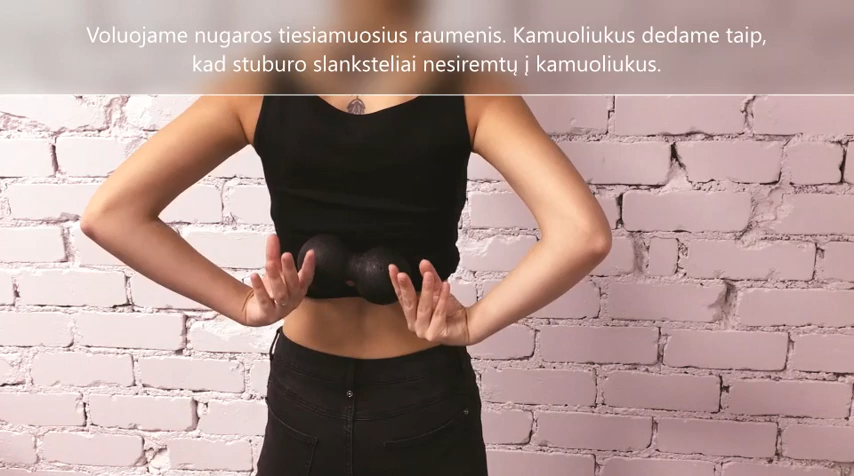 Voluojame nugaros tiesiamuosius raumenis. Kamuoliukus dedame taip,
kad stuburo slanksteliai nesiremtų į kamuoliukus.